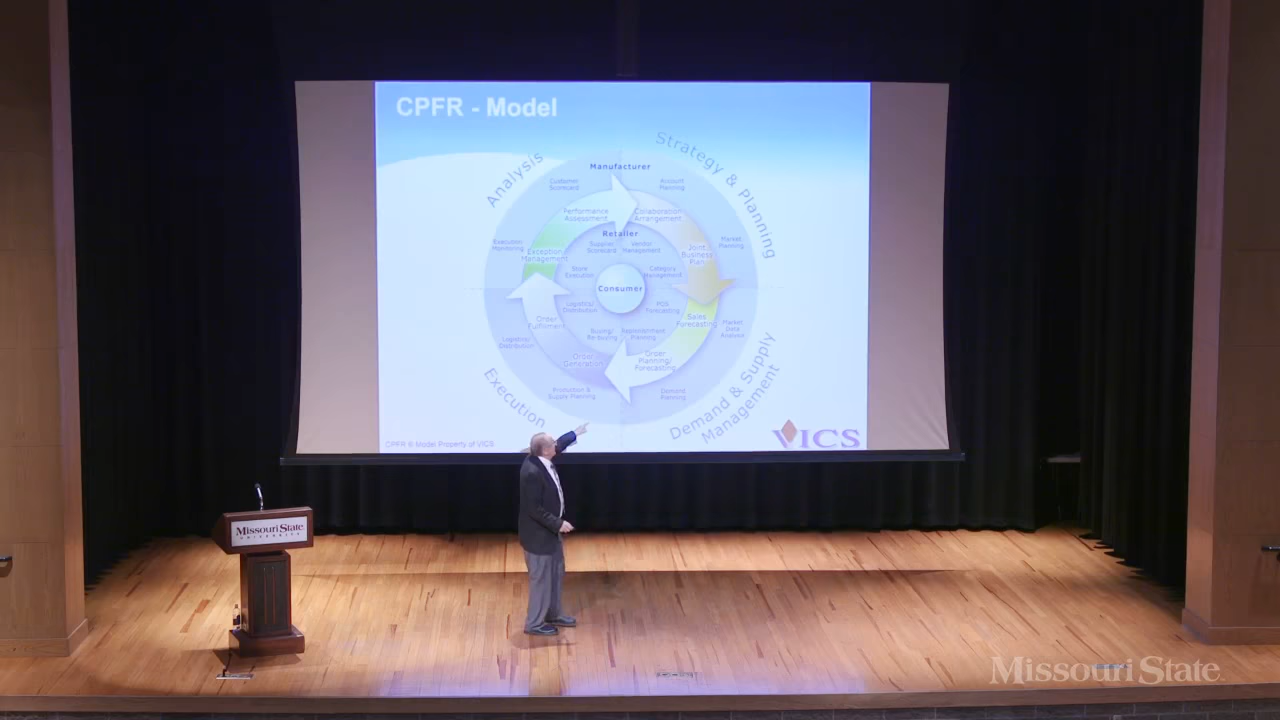 CPFR - Model
Analysis
Strategy & Planning
Manufacturer
Customer
Scorecard
Account
Planning
Performance
Assessment
Collaboration
Arrangement
Retailer
Execution
Monitoring
Exception
Management
Supplier
Scorecard
Vendor
Management
Joint
Business
Plan
Market
Planning
Store
Execution
Category
Management
Consumer
Logistics/
Distribution
POS
Forecasting
Order
Fulfilment
Sales
Forecasting
Market
Data
Analysis
Buying/
Re-buying
Replenishment
Planning
Logistics/
Distribution
Order
Generation
Order
Planning/
Forecasting
Production &
Supply Planning
Demand
Planning
Execution
Demand & Supply
Management
CPFR ® Model Property of VICS
VICS
Missouri State
UNIVERSITY
Missouri State